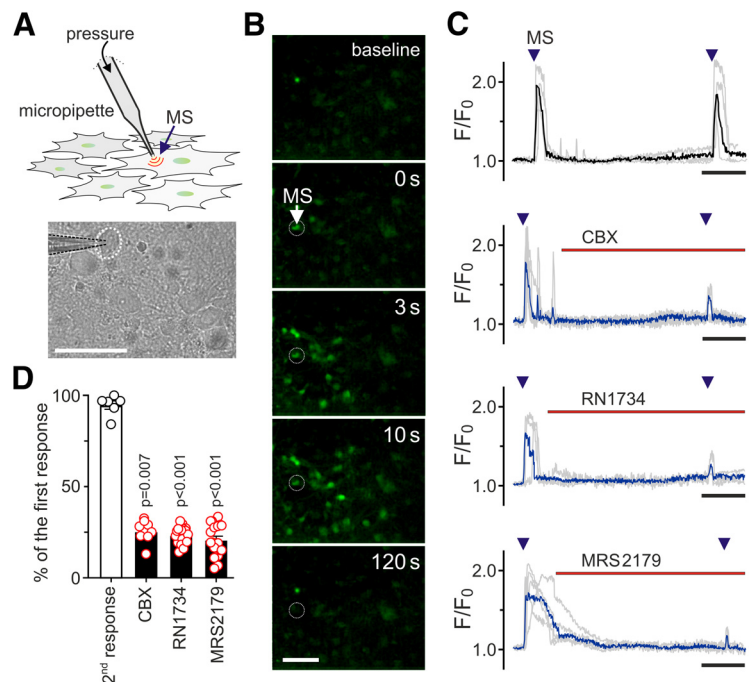 A
pressure
micropipette
MS
B
baseline
0 s
MS
3 s
10 s
120 s
C
MS
F/F0
2.0
1.0
CBX
F/F0
2.0
1.0
RN1734
F/F0
2.0
1.0
MRS2179
F/F0
2.0
1.0
D
% of the first response
100
50
0
p=0.007
p<0.001
p<0.001
2nd response
CBX
RN1734
MRS2179